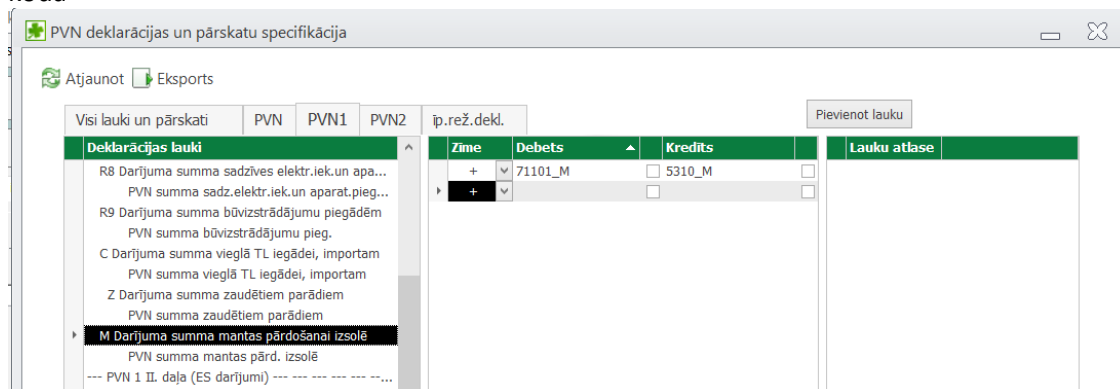 PVN deklarācijas un pārskatu specifikācija
Atjaunot Eksports
Visi lauki un pārskati PVN PVN1 PVN2 īp.rež.dekl. Pievienot lauku
Deklarācijas lauki Zīme Debets Kredīts Lauku atlase
R8 Darījuma summa sadzīves elektr.iek.un apa... + 71101_M 5310_M
PVN summa sadz.elektr.iek.un aparat.pieg... +
R9 Darījuma summa būvizstrādājumu piegādēm
PVN summa būvizstrādājumu pieg.
C Darījuma summa vieglā TL iegādei, importam
PVN summa vieglā TL iegādei, importam
Z Darījuma summa zaudētiem parādiem
PVN summa zaudētiem parādiem
M Darījuma summa mantas pārdošanai izsolē
PVN summa mantas pārd. izsolē
--- PVN 1 II. daļa (ES darījumi) --- --- --- --- --- --...